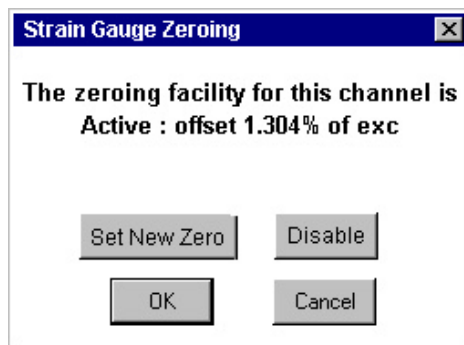 Strain Gauge Zeroing
The zeroing facility for this channel is
Active : offset 1.304% of exc
Set New Zero
Disable
OK
Cancel